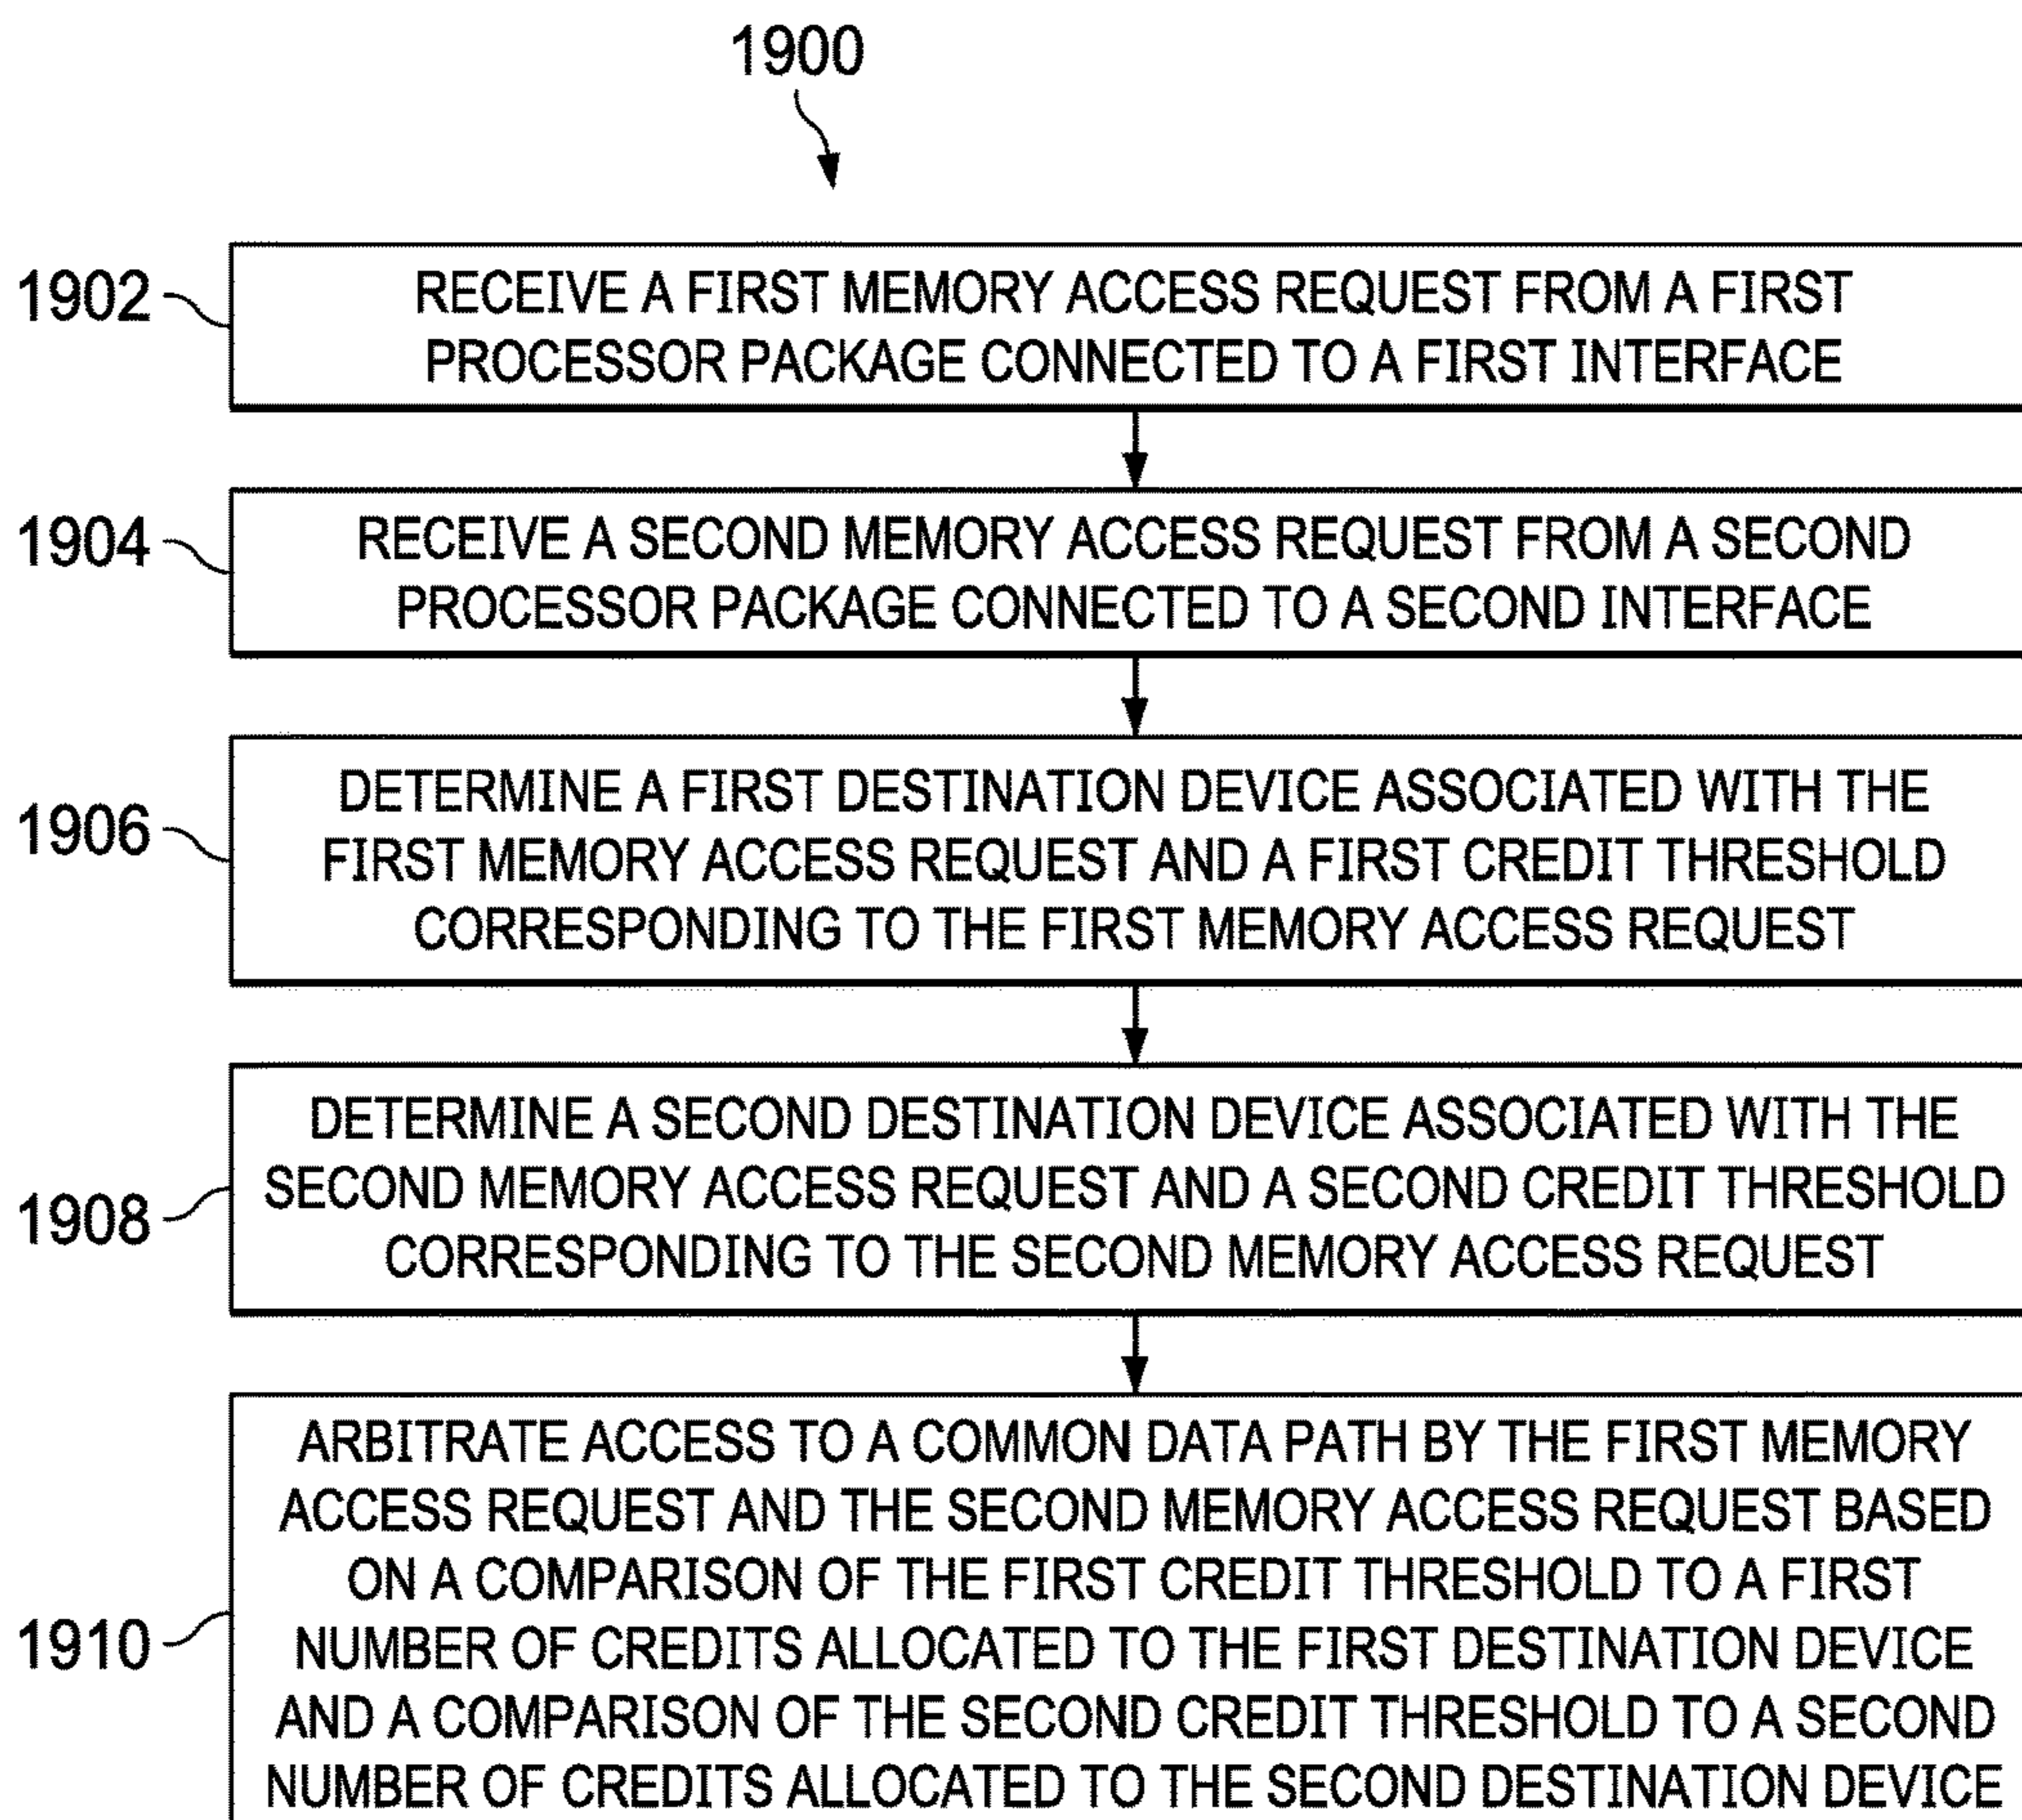 1900
1902
RECEIVE A FIRST MEMORY ACCESS REQUEST FROM A FIRST
PROCESSOR PACKAGE CONNECTED TO A FIRST INTERFACE
1904
RECEIVE A SECOND MEMORY ACCESS REQUEST FROM A SECOND
PROCESSOR PACKAGE CONNECTED TO A SECOND INTERFACE
1906
DETERMINE A FIRST DESTINATION DEVICE ASSOCIATED WITH THE
FIRST MEMORY ACCESS REQUEST AND A FIRST CREDIT THRESHOLD
CORRESPONDING TO THE FIRST MEMORY ACCESS REQUEST
1908
DETERMINE A SECOND DESTINATION DEVICE ASSOCIATED WITH THE
SECOND MEMORY ACCESS REQUEST AND A SECOND CREDIT THRESHOLD
CORRESPONDING TO THE SECOND MEMORY ACCESS REQUEST
1910
ARBITRATE ACCESS TO A COMMON DATA PATH BY THE FIRST MEMORY
ACCESS REQUEST AND THE SECOND MEMORY ACCESS REQUEST BASED
ON A COMPARISON OF THE FIRST CREDIT THRESHOLD TO A FIRST
NUMBER OF CREDITS ALLOCATED TO THE FIRST DESTINATION DEVICE
AND A COMPARISON OF THE SECOND CREDIT THRESHOLD TO A SECOND
NUMBER OF CREDITS ALLOCATED TO THE SECOND DESTINATION DEVICE